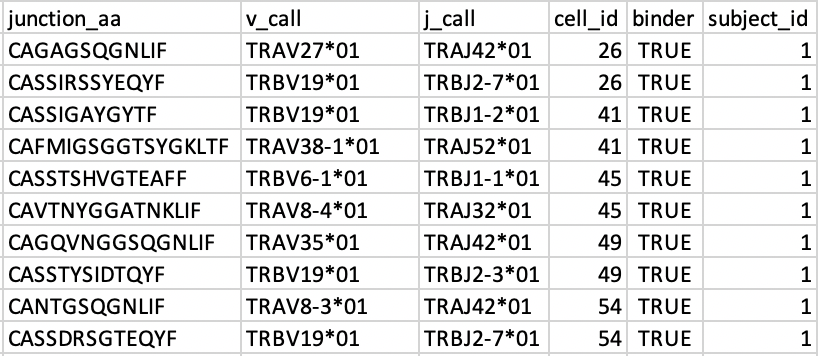 junction_aa v_call j_call cell_id binder subject_id
CAGAGSQGNLIF TRAV27*01 TRAJ42*01 26 TRUE 1
CASSIRSSYEQYF TRBV19*01 TRBJ2-7*01 26 TRUE 1
CASSIGAYGYTF TRBV19*01 TRBJ1-2*01 41 TRUE 1
CAFMIGSGGTSYGKLTF TRAV38-1*01 TRAJ52*01 41 TRUE 1
CASSTSHVGTEAFF TRBV6-1*01 TRBJ1-1*01 45 TRUE 1
CAVTNYGGATNKLIF TRAV8-4*01 TRAJ32*01 45 TRUE 1
CAGQVNGGSQGNLIF TRAV35*01 TRAJ42*01 49 TRUE 1
CASSTYSIDTQYF TRBV19*01 TRBJ2-3*01 49 TRUE 1
CANTGSQGNLIF TRAV8-3*01 TRAJ42*01 54 TRUE 1
CASSDRSGTEQYF TRBV19*01 TRBJ2-7*01 54 TRUE 1